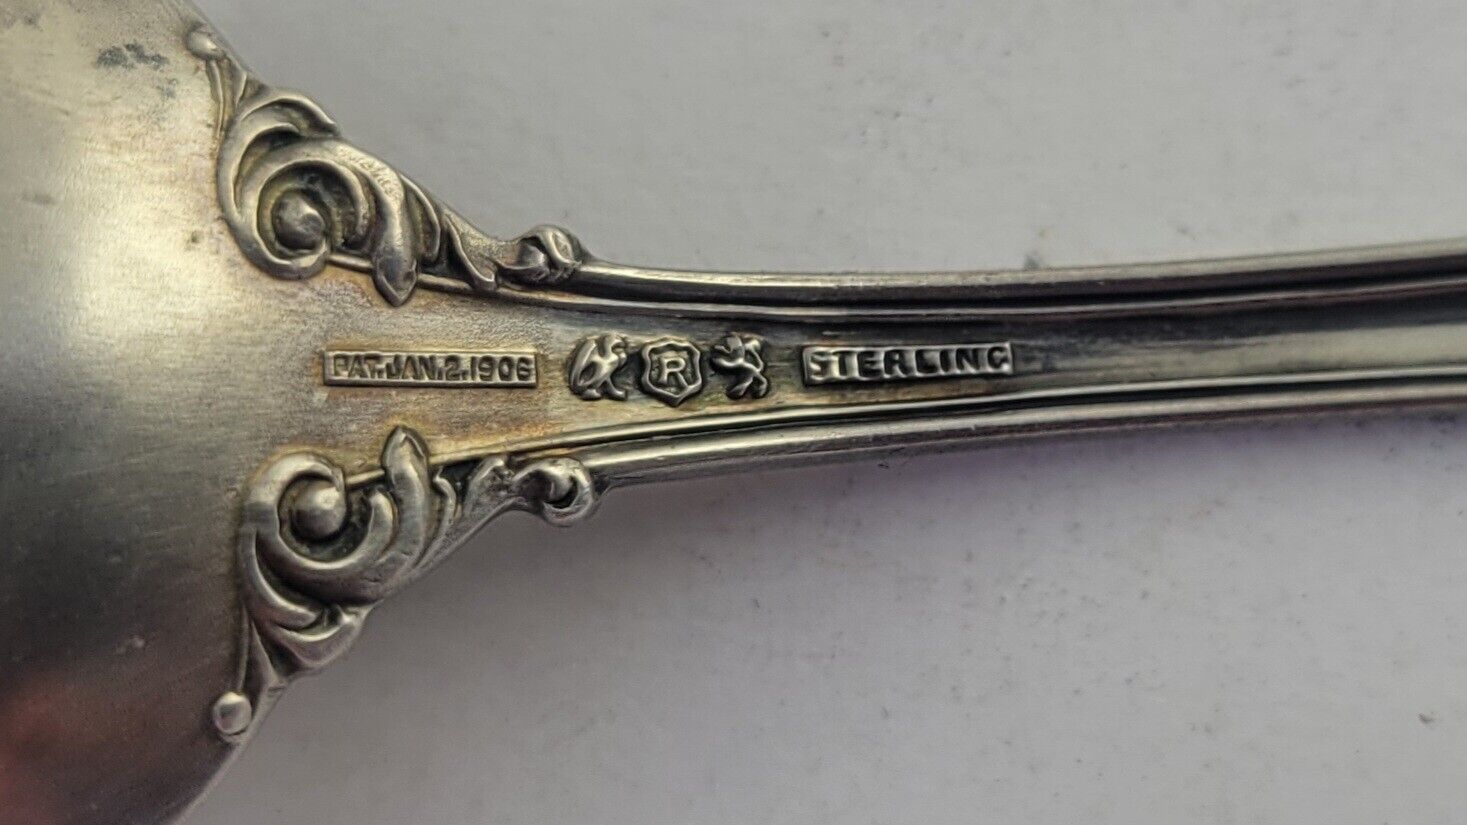 PAT. JAN. 2. 1906 R STERLING